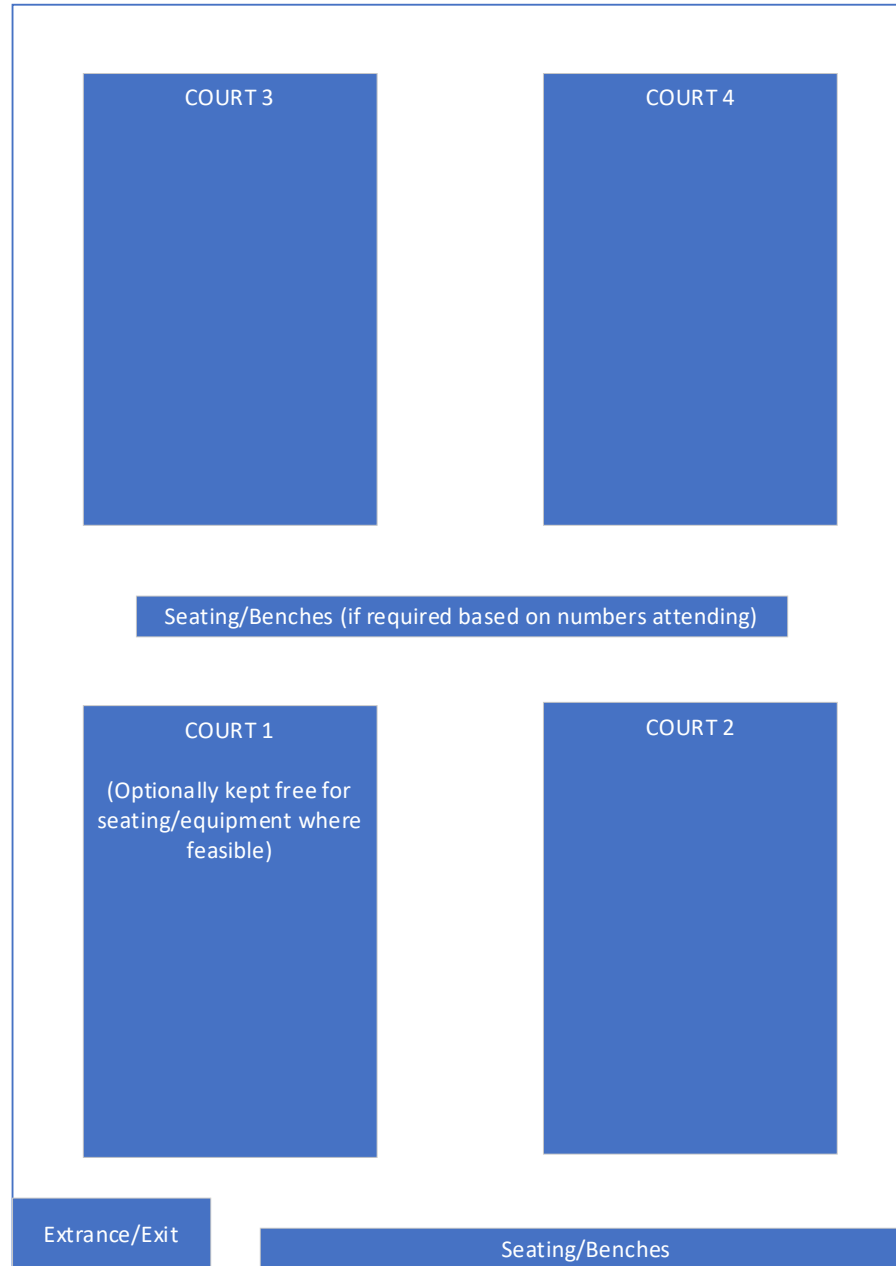 COURT 3
COURT 4
Seating/Benches (if required based on numbers attending)
COURT 1
(Optionally kept free for
seating/equipment where
feasible)
COURT 2
Extrance/Exit
Seating/Benches